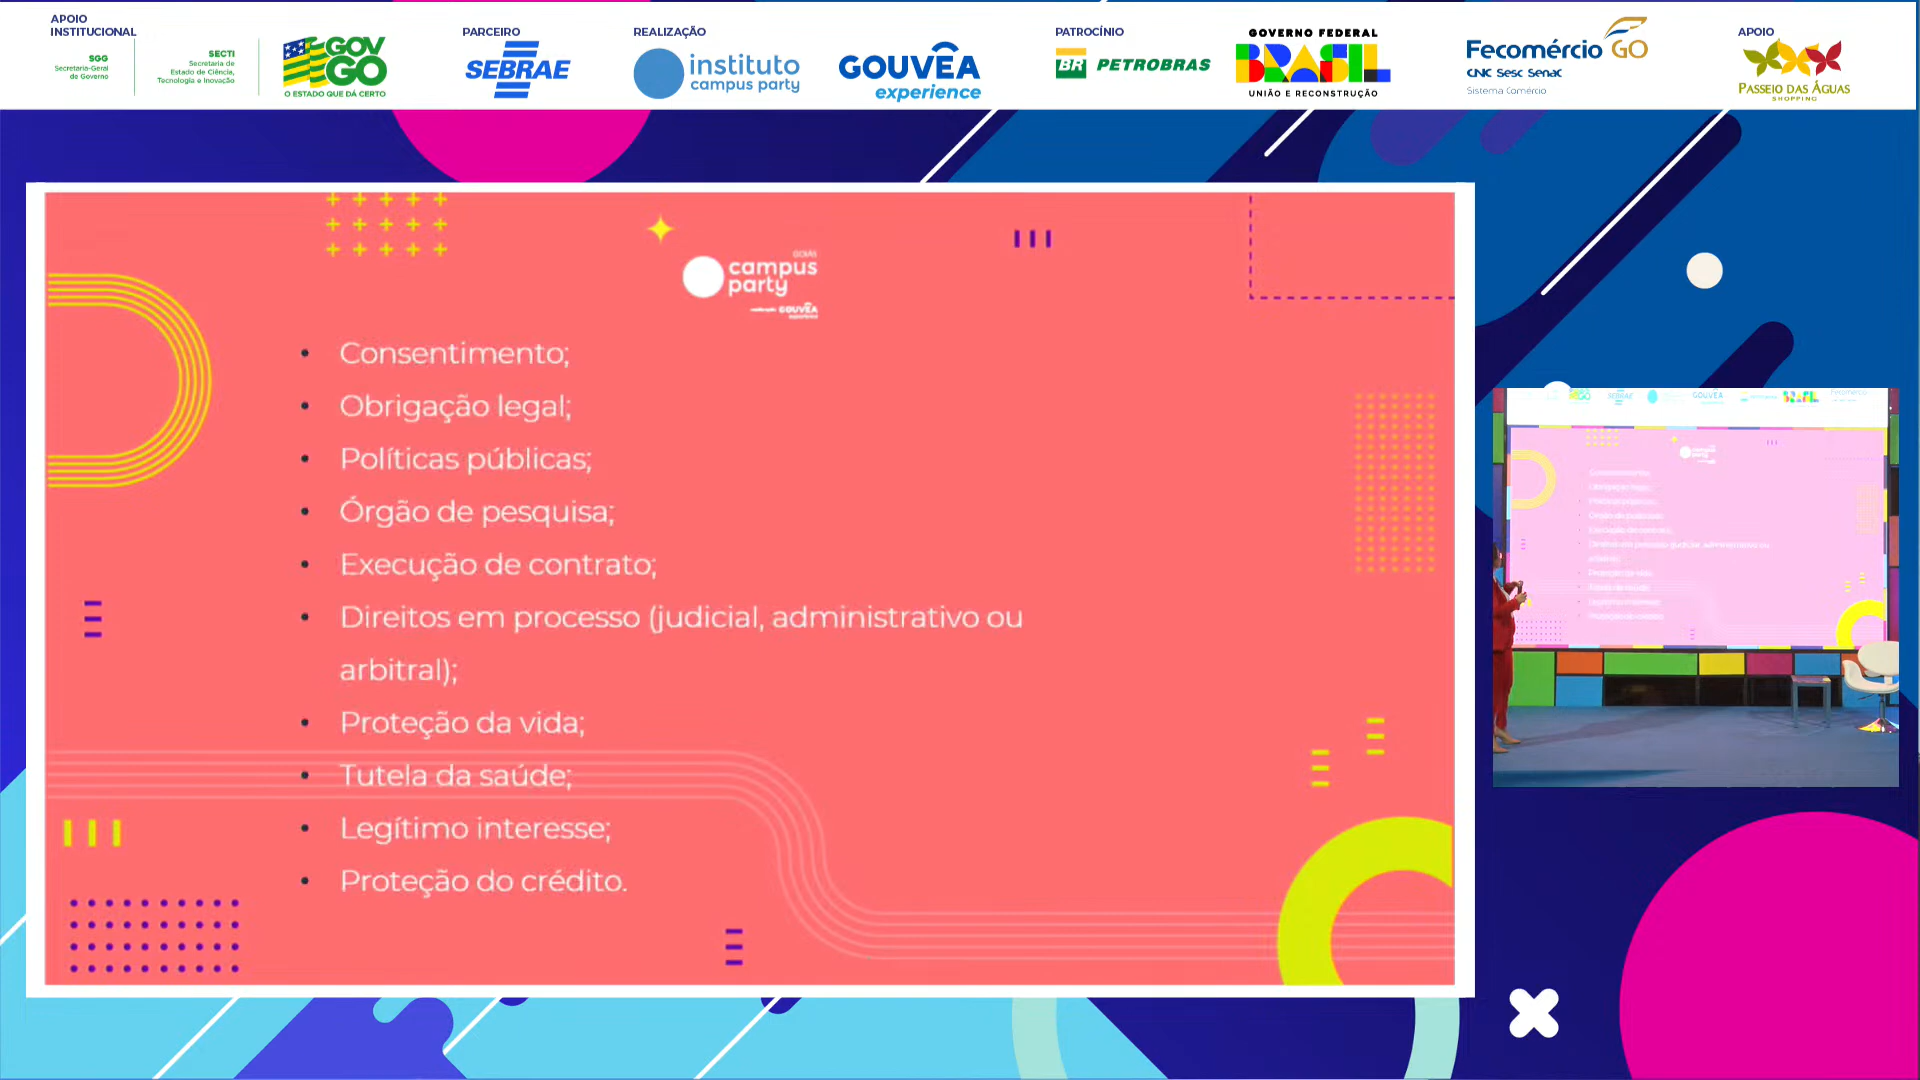 APOIO
INSTITUCIONAL
SGG
Secretaria-Geral
de Governo
SECTI
Secretaria de
Estado de Ciência,
Tecnologia e Inovação
GOV
GO
O ESTADO QUE DÁ CERTO
PARCEIRO
SEBRAE
REALIZAÇÃO
instituto
campus party
GOUVÊA
experience
PATROCÍNIO
BR PETROBRAS
GOVERNO FEDERAL
BRASIL
UNIÃO E RECONSTRUÇÃO
Fecomércio GO
CNC Sesc Senac
Sistema Comércio
APOIO
PASSEIO DAS ÁGUAS
SHOPPING
GOIÁS
campus
party
GOUVÊA
experience
• Consentimento;
• Obrigação legal;
• Políticas públicas;
• Órgão de pesquisa;
• Execução de contrato;
• Direitos em processo (judicial, administrativo ou
arbitral);
• Proteção da vida;
• Tutela da saúde;
• Legítimo interesse;
• Proteção do crédito.